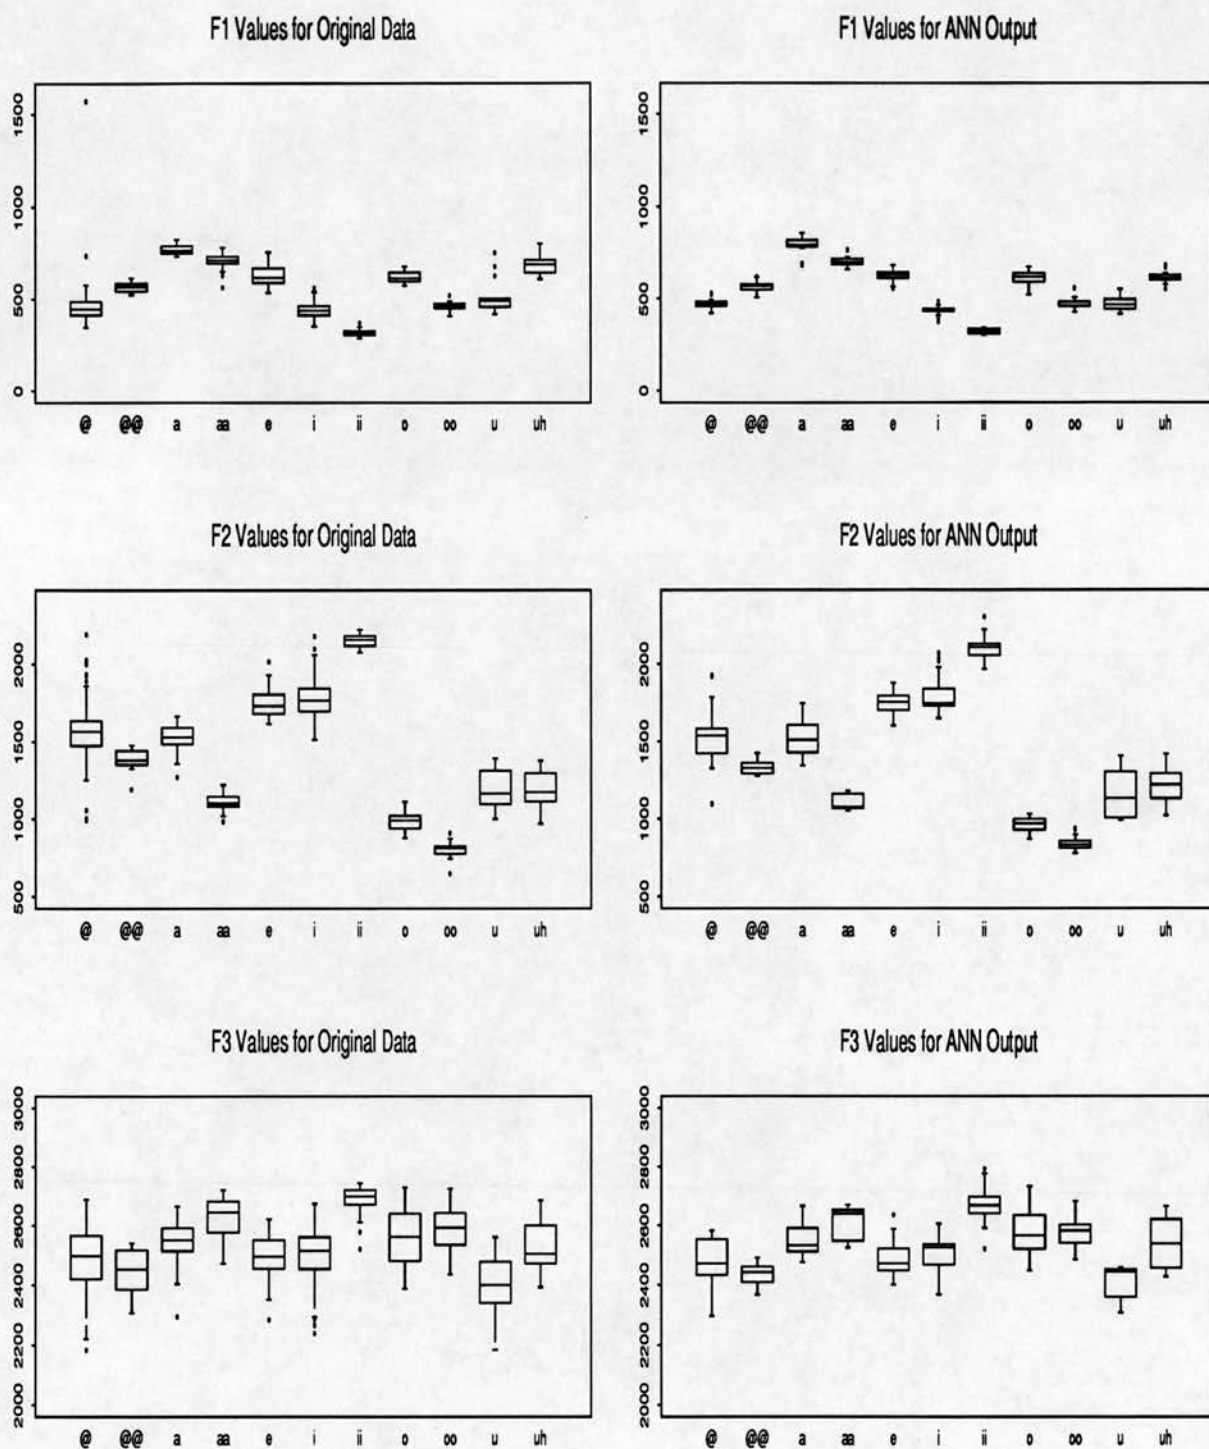 F1 Values for Original Data
1500
1000
500
0
@ @@ a aa e i ii o oo u uh
F1 Values for ANN Output
1500
1000
500
0
@ @@ a aa e i ii o oo u uh
F2 Values for Original Data
2000
1500
1000
500
@ @@ a aa e i ii o oo u uh
F2 Values for ANN Output
2000
1500
1000
500
@ @@ a aa e i ii o oo u uh
F3 Values for Original Data
3000
2800
2600
2400
2200
2000
@ @@ a aa e i ii o oo u uh
F3 Values for ANN Output
3000
2800
2600
2400
2200
2000
@ @@ a aa e i ii o oo u uh